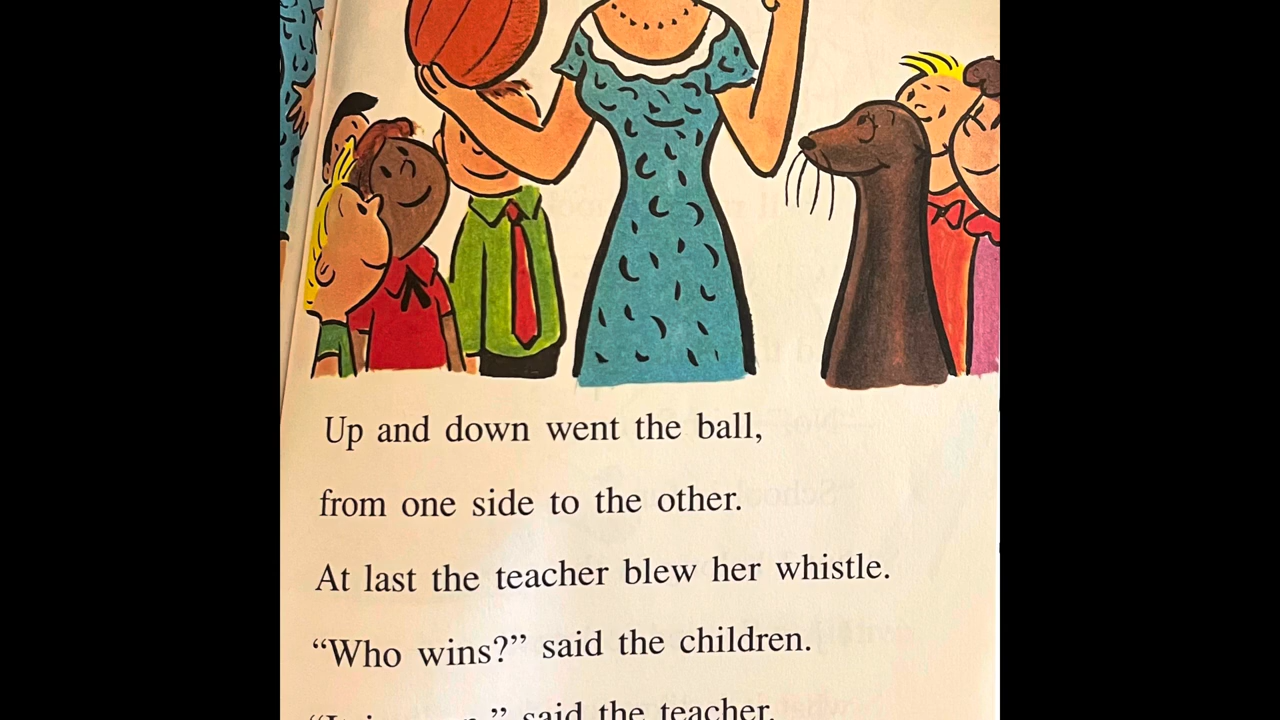 Up and down went the ball,
from one side to the other.
At last the teacher blew her whistle.
“Who wins?” said the children.
said the teacher.